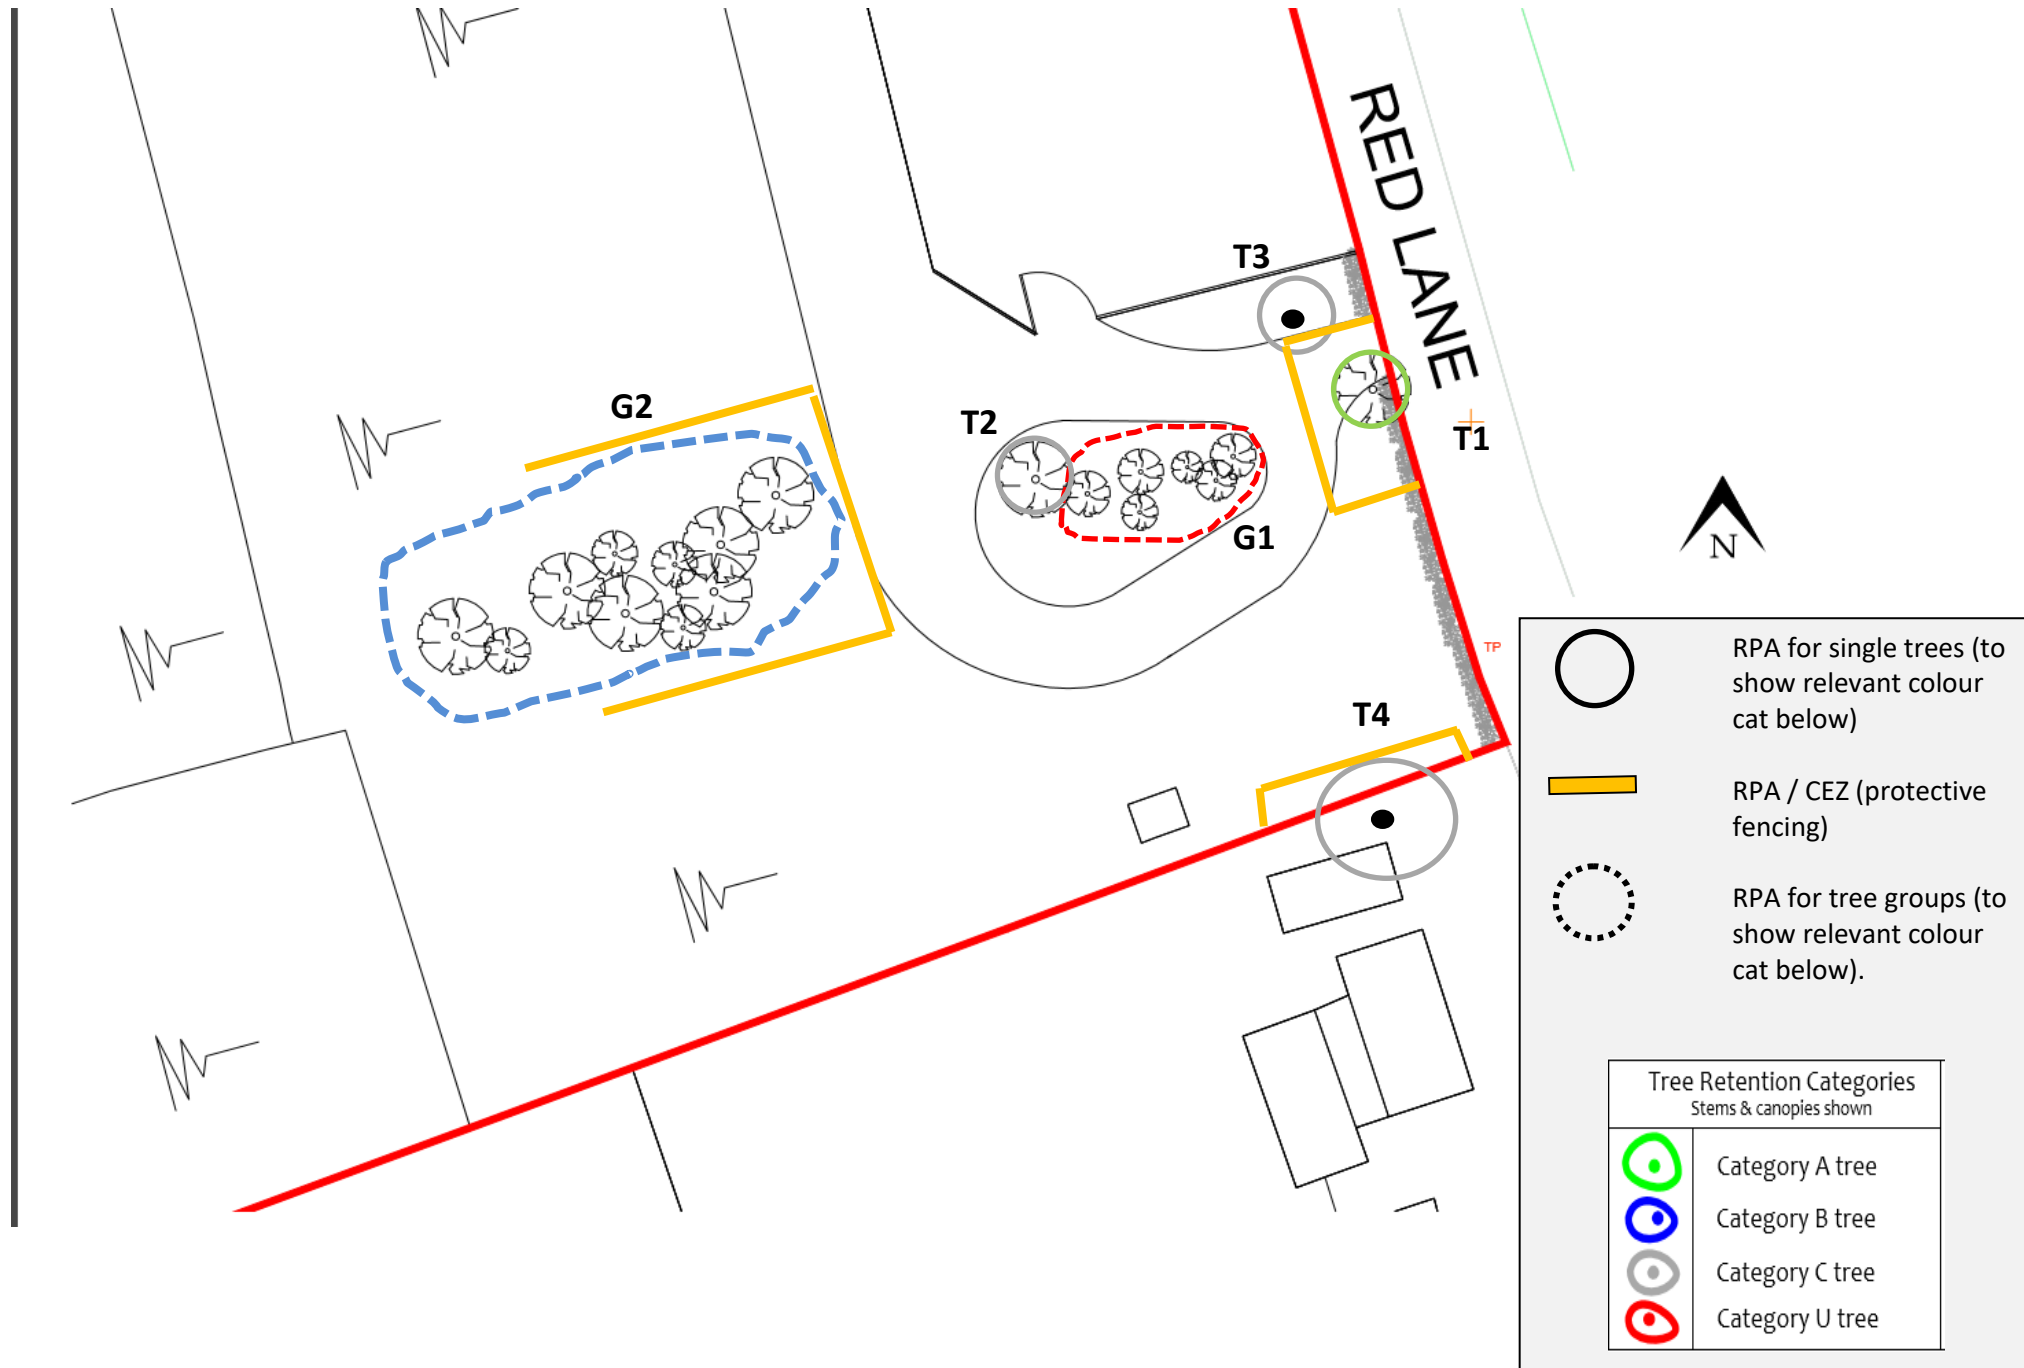 RED LANE
T3
G2
T2
T1
G1
N
TP
T4
RPA for single trees (to
show relevant colour
cat below)
RPA / CEZ (protective
fencing)
RPA for tree groups (to
show relevant colour
cat below).
Tree Retention Categories
Stems & canopies shown
Category A tree
Category B tree
Category C tree
Category U tree